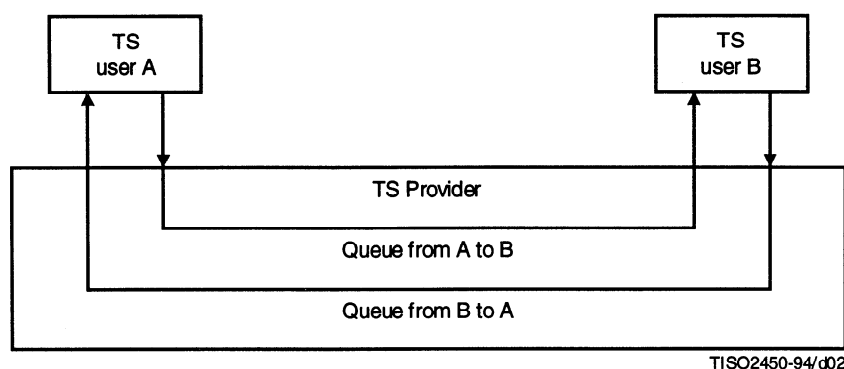 TS
user A
TS
user B
TS Provider
Queue from A to B
Queue from B to A
TISO2450-94/d02